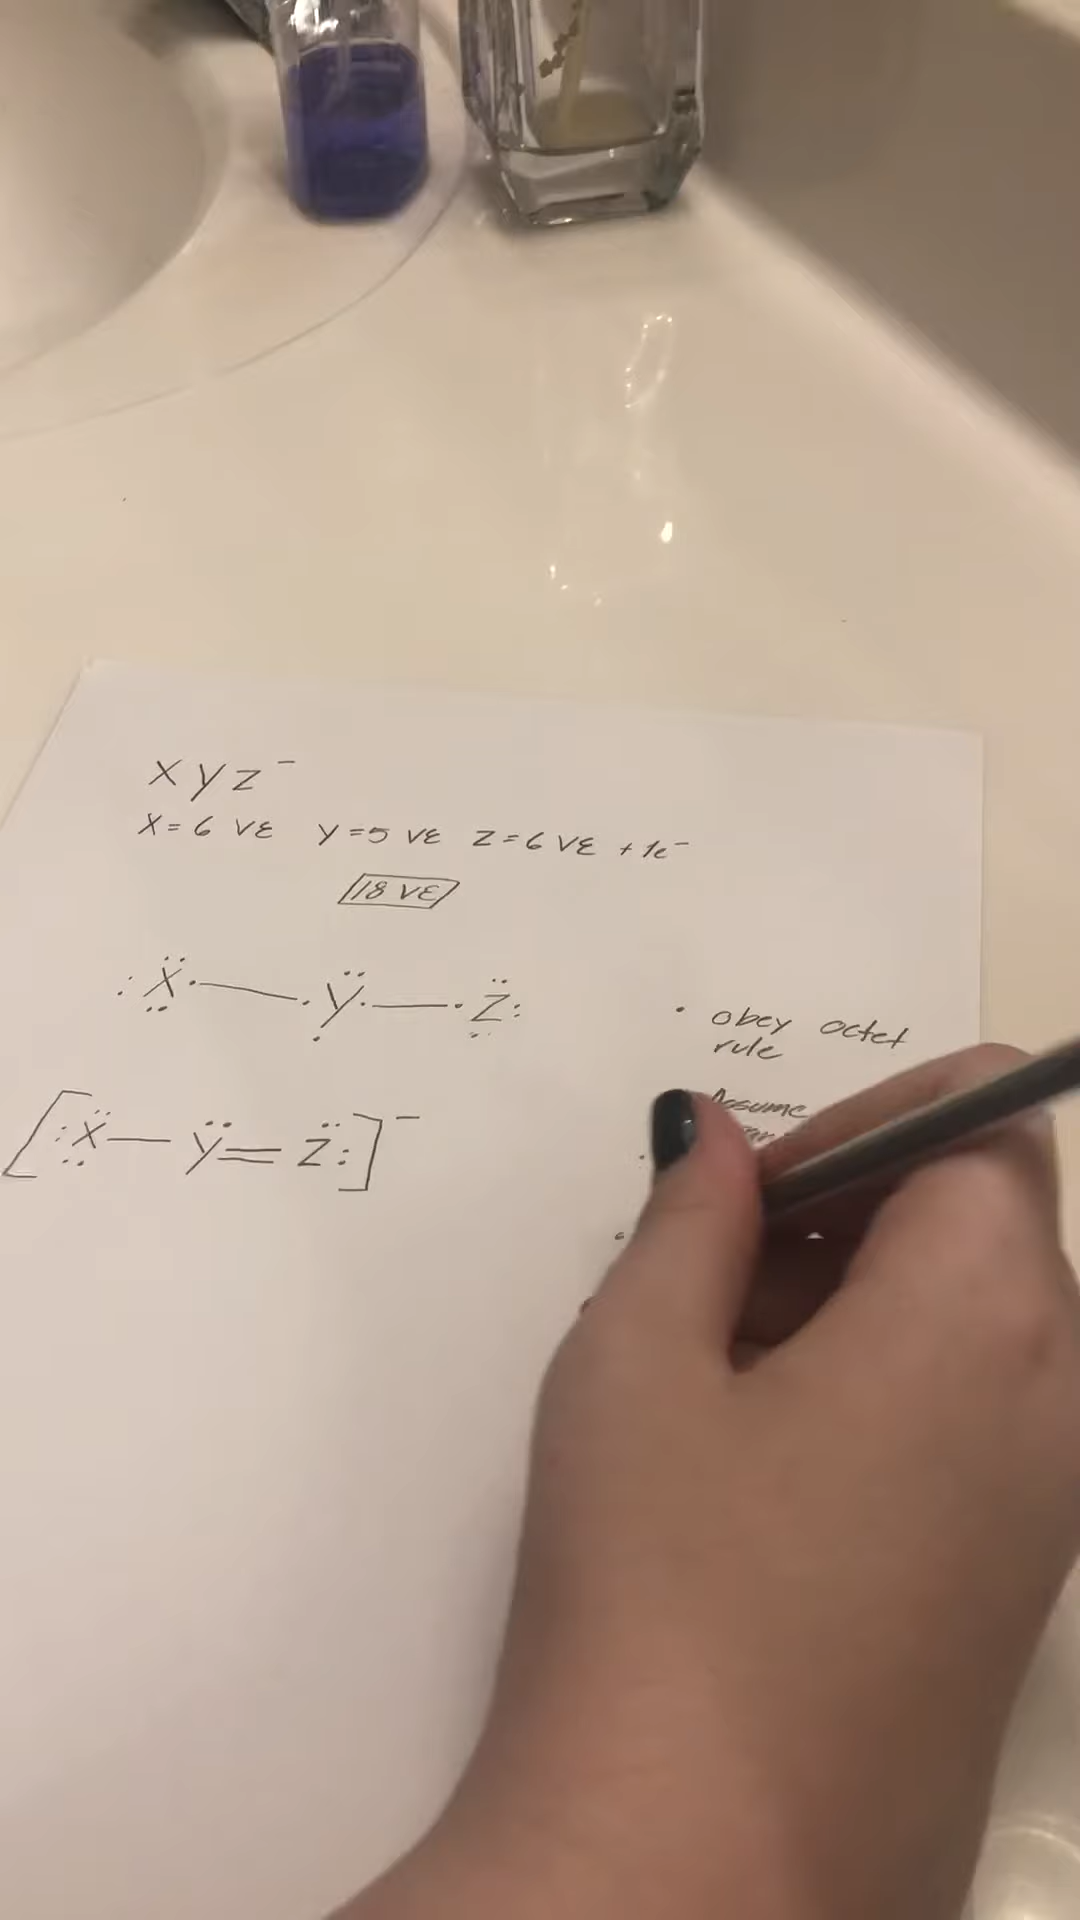 XYZ⁻
X = 6 VE Y = 5 VE Z = 6 VE + 1e⁻
18 VE
:Ẍ· — ·Ÿ· — ·Z̈:
[:Ẍ — Ÿ = Z̈:]⁻
· obey octet
rule
Assume